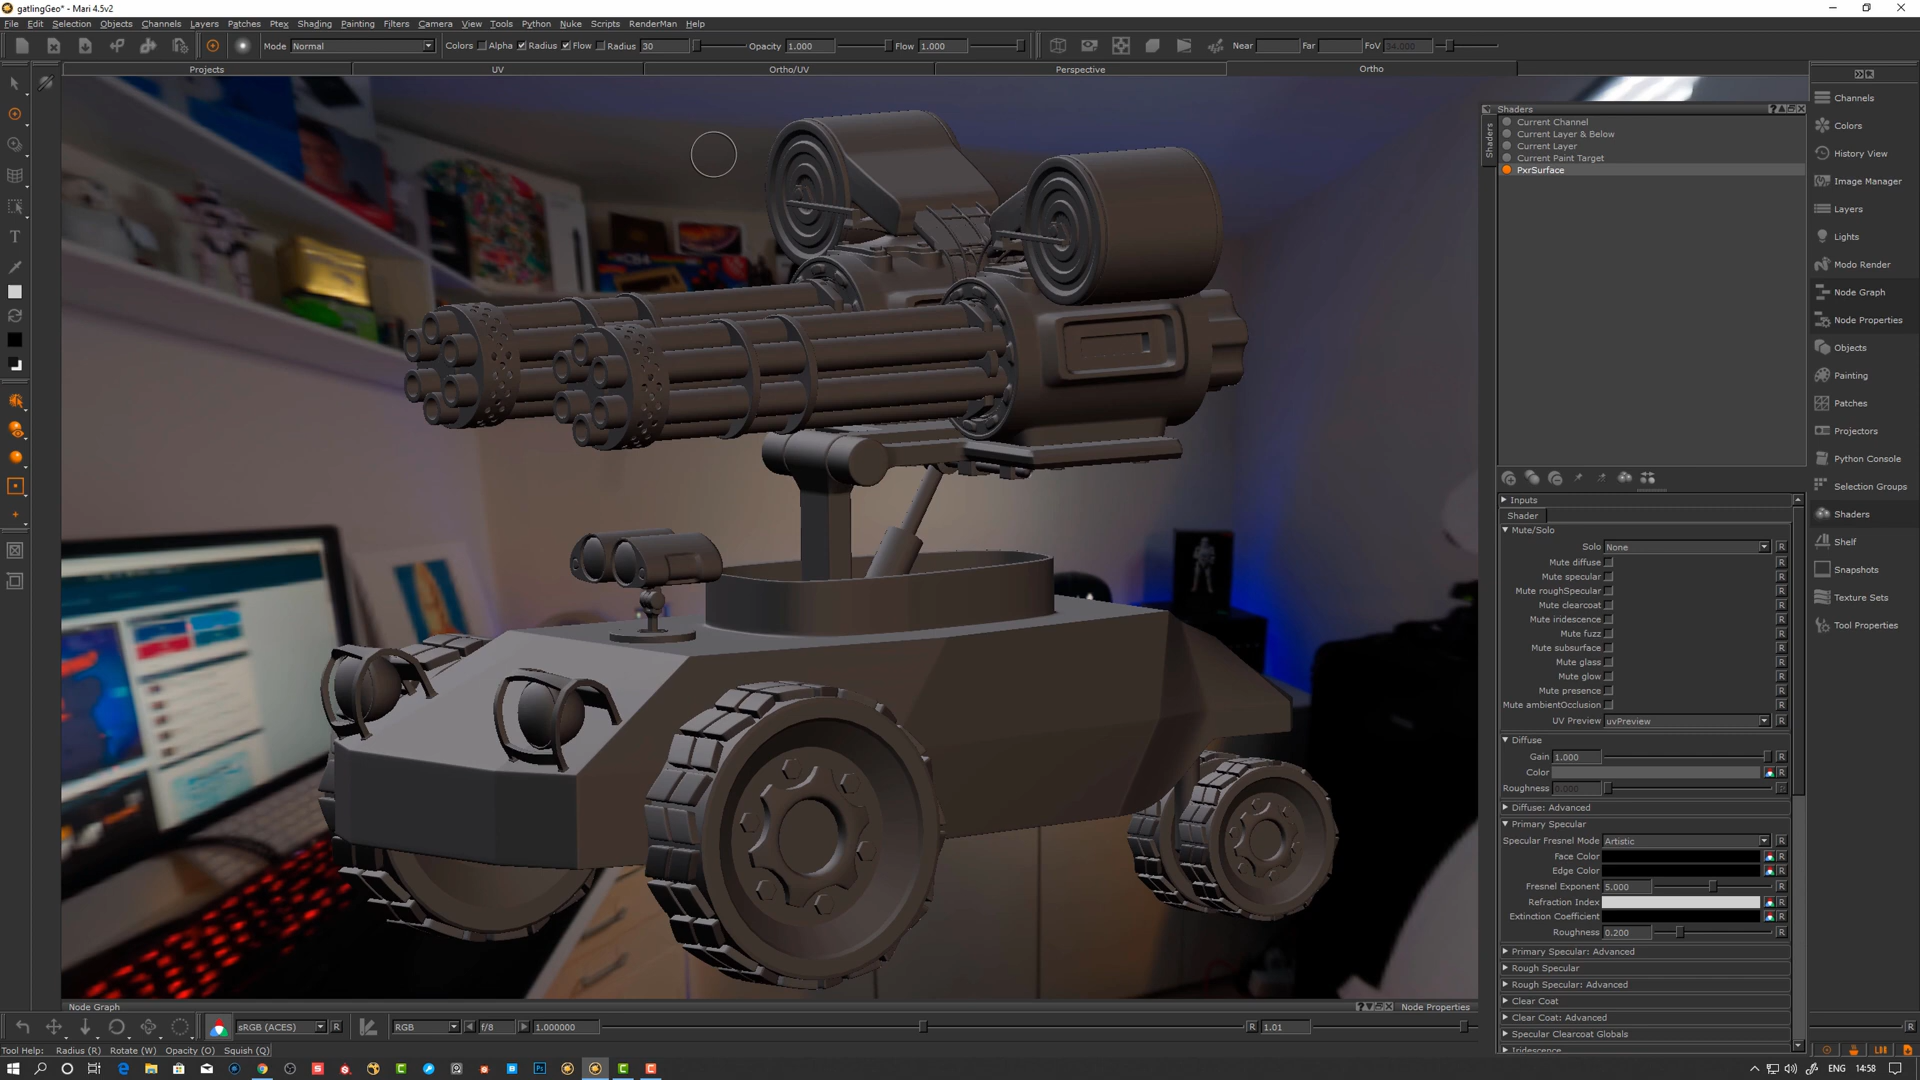 gatlingGeo* - Mari 4.5v2
File Edit Selection Objects Channels Layers Patches Ptex Shading Painting Filters Camera View Tools Python Nuke Scripts RenderMan Help
Mode Normal Colors Alpha Radius Flow Radius 30 Opacity 1.000 Flow 1.000 Near Far FoV 34.000
Projects UV Ortho/UV Perspective Ortho
Shaders
Shaders
Current Channel
Current Layer & Below
Current Layer
Current Paint Target
PxrSurface
Inputs
Shader
Mute/Solo
Solo None R
Mute diffuse R
Mute specular R
Mute roughSpecular R
Mute clearcoat R
Mute iridescence R
Mute fuzz R
Mute subsurface R
Mute glass R
Mute glow R
Mute presence R
Mute ambientOcclusion R
UV Preview uvPreview R
Diffuse
Gain 1.000 R
Color R
Roughness 0.000
Diffuse: Advanced
Primary Specular
Specular Fresnel Mode Artistic R
Face Color R
Edge Color R
Fresnel Exponent 5.000 R
Refraction Index R
Extinction Coefficient R
Roughness 0.200 R
Primary Specular: Advanced
Rough Specular
Rough Specular: Advanced
Clear Coat
Clear Coat: Advanced
Specular Clearcoat Globals
Iridescence
Channels
Colors
History View
Image Manager
Layers
Lights
Modo Render
Node Graph
Node Properties
Objects
Painting
Patches
Projectors
Python Console
Selection Groups
Shaders
Shelf
Snapshots
Texture Sets
Tool Properties
Node Graph Node Properties
sRGB (ACES) R RGB f/8 1.000000 R 1.01 R
Tool Help: Radius (R) Rotate (W) Opacity (O) Squish (Q)
ENG 14:58